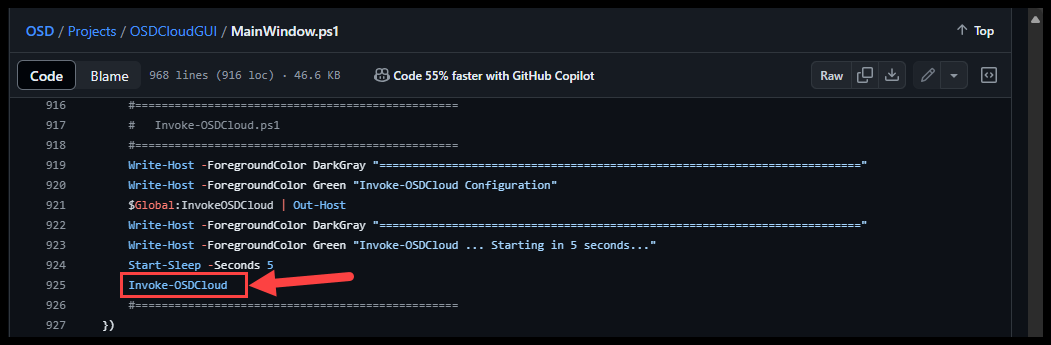 OSD / Projects / OSDCloudGUI / MainWindow.ps1 Top
Code Blame 968 lines (916 loc) · 46.6 KB Code 55% faster with GitHub Copilot Raw
916 #=================================================
917 #   Invoke-OSDCloud.ps1
918 #=================================================
919 Write-Host -ForegroundColor DarkGray "========================================================================="
920 Write-Host -ForegroundColor Green "Invoke-OSDCloud Configuration"
921 $Global:InvokeOSDCloud | Out-Host
922 Write-Host -ForegroundColor DarkGray "========================================================================="
923 Write-Host -ForegroundColor Green "Invoke-OSDCloud ... Starting in 5 seconds..."
924 Start-Sleep -Seconds 5
925 Invoke-OSDCloud
926 #=================================================
927 })